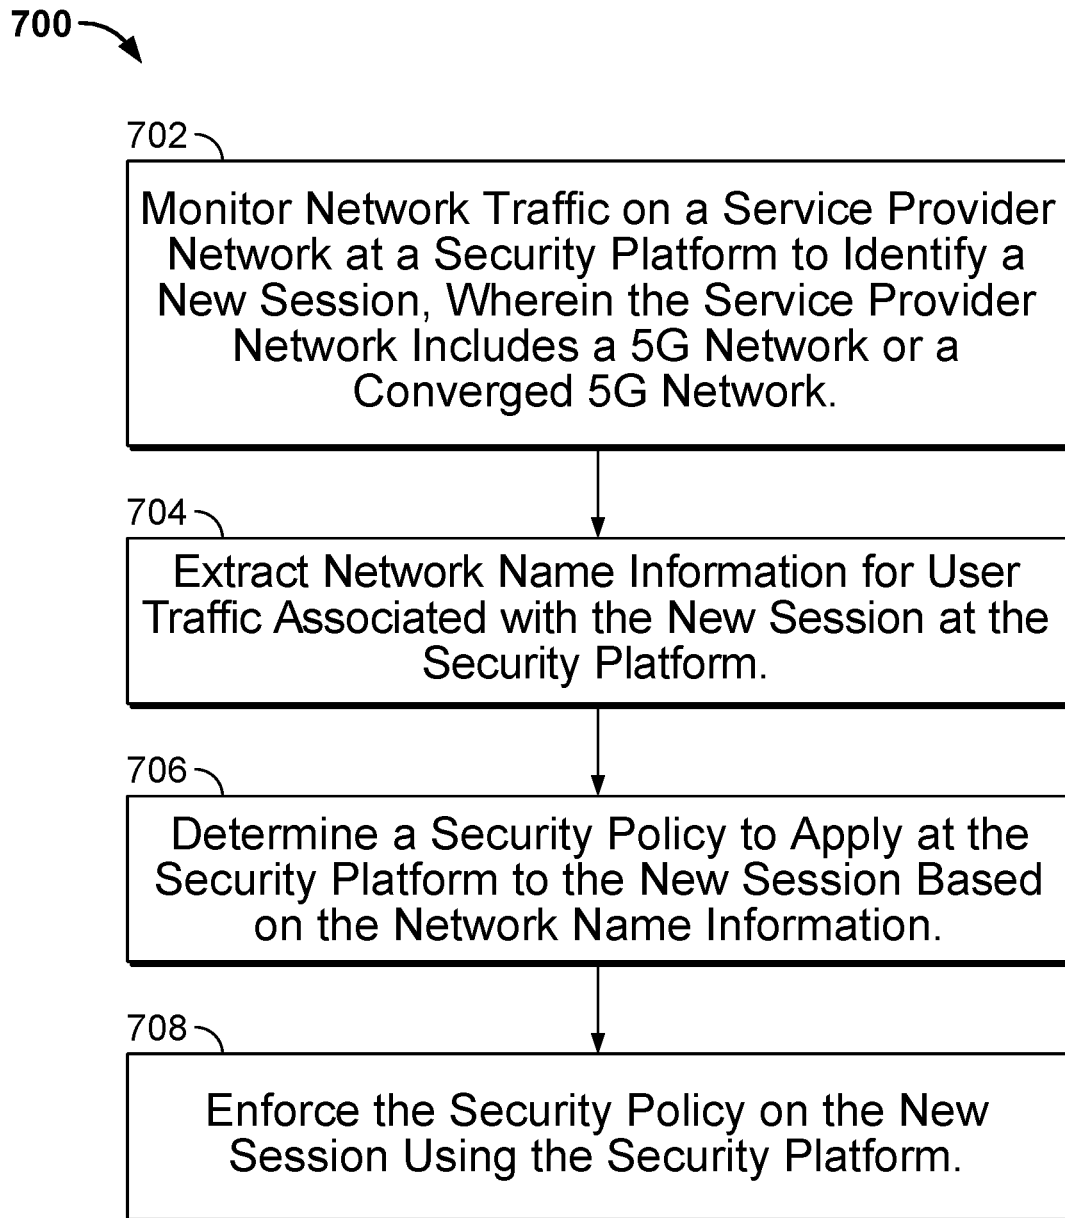 700
702
Monitor Network Traffic on a Service Provider
Network at a Security Platform to Identify a
New Session, Wherein the Service Provider
Network Includes a 5G Network or a
Converged 5G Network.
704
Extract Network Name Information for User
Traffic Associated with the New Session at the
Security Platform.
706
Determine a Security Policy to Apply at the
Security Platform to the New Session Based
on the Network Name Information.
708
Enforce the Security Policy on the New
Session Using the Security Platform.